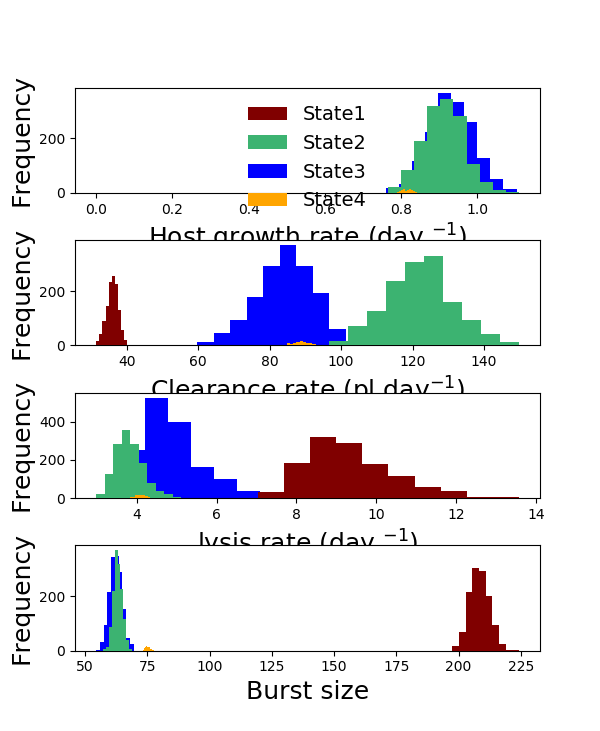 Frequency
200
0
State1
State2
State3
State4
0.0 0.2 0.4 0.6 0.8 1.0
Host growth rate (day ⁻¹)
Frequency
200
0
40 60 80 100 120 140
Clearance rate (pl day⁻¹)
Frequency
400
200
0
4 6 8 10 12 14
lysis rate (day ⁻¹)
Frequency
200
0
50 75 100 125 150 175 200 225
Burst size